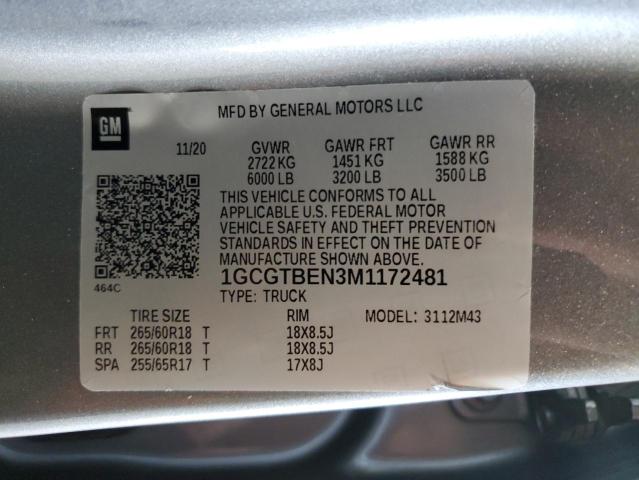 GM
MFD BY GENERAL MOTORS LLC
11/20 GVWR GAWR FRT GAWR RR
2722 KG 1451 KG 1588 KG
6000 LB 3200 LB 3500 LB
THIS VEHICLE CONFORMS TO ALL
APPLICABLE U.S. FEDERAL MOTOR
VEHICLE SAFETY AND THEFT PREVENTION
STANDARDS IN EFFECT ON THE DATE OF
MANUFACTURE SHOWN ABOVE.
464C 1GCGTBEN3M1172481
TYPE: TRUCK
TIRE SIZE RIM MODEL: 3112M43
FRT 265/60R18 T 18X8.5J
RR 265/60R18 T 18X8.5J
SPA 255/65R17 T 17X8J